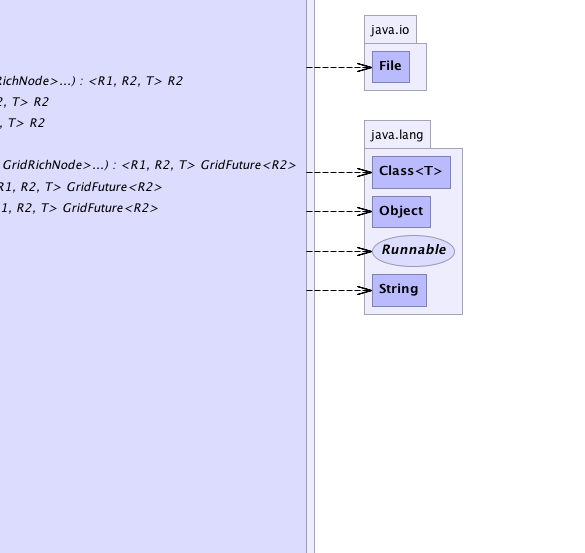 RichNode>...) : <R1, R2, T> R2
2, T> R2
, T> R2
GridRichNode>...) : <R1, R2, T> GridFuture<R2>
R1, R2, T> GridFuture<R2>
1, R2, T> GridFuture<R2>
java.io
File
java.lang
Class<T>
Object
Runnable
String